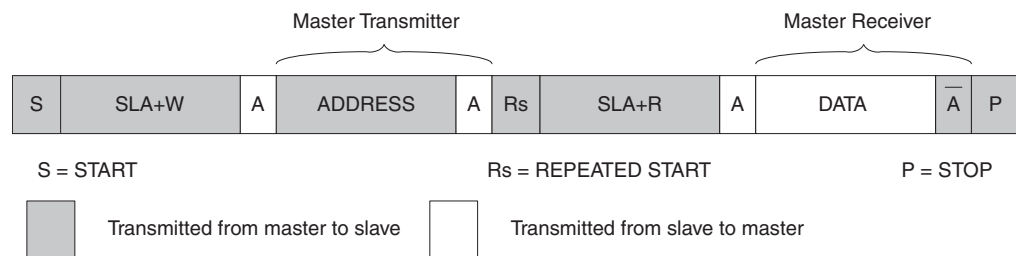 Master Transmitter Master Receiver
S SLA+W A ADDRESS A Rs SLA+R A DATA A̅ P
S = START Rs = REPEATED START P = STOP
Transmitted from master to slave Transmitted from slave to master